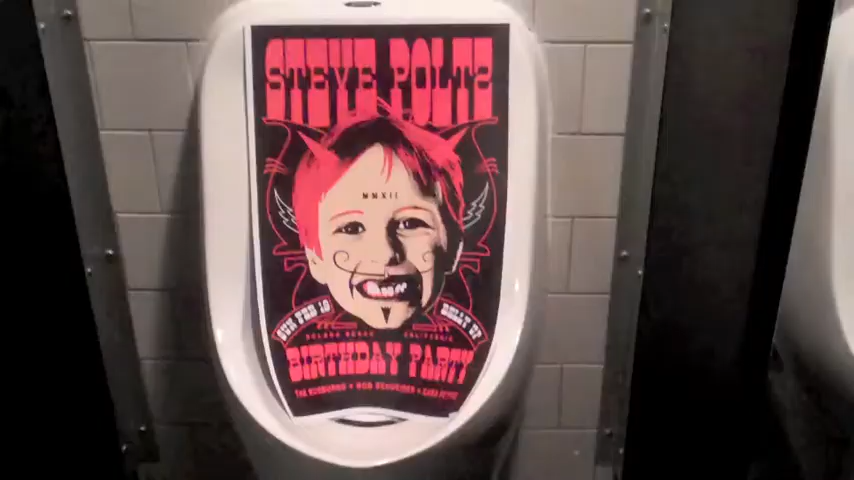 STEVE POLTZ
MMXII
SUN FEB 19
BELLY UP
SOLANA BEACH CALIFORNIA
BIRTHDAY PARTY